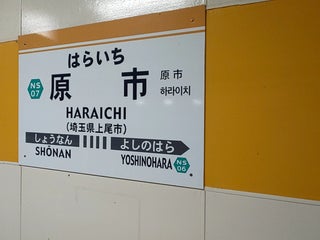 はらいち
NS
07
原 市
原市
하라이치
HARAICHI
(埼玉県上尾市)
しょうなん よしのはら
SHŌNAN YOSHINOHARA
NS
06